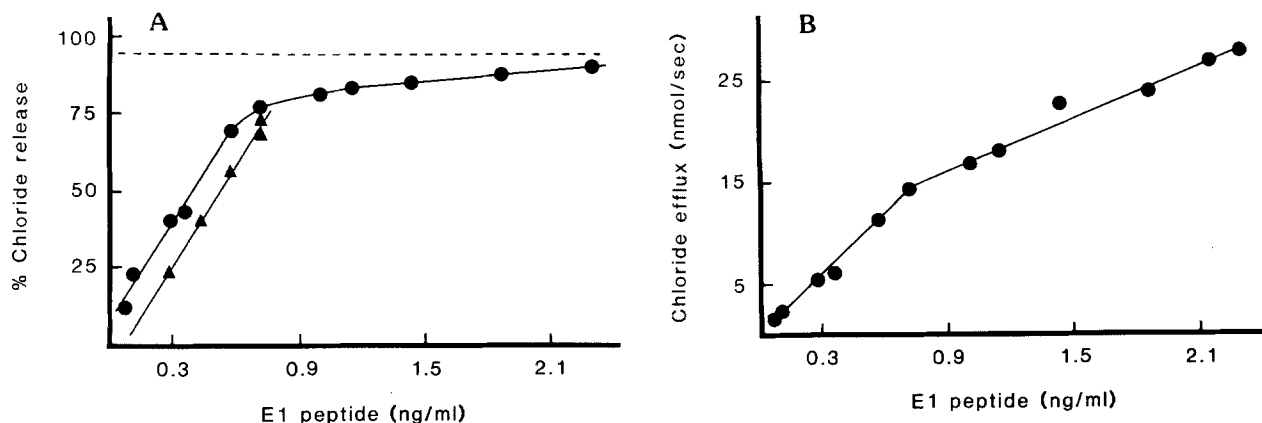 A
% Chloride release
100
75
50
25
0.3 0.9 1.5 2.1
E1 peptide (ng/ml)
B
Chloride efflux (nmol/sec)
25
15
5
0.3 0.9 1.5 2.1
E1 peptide (ng/ml)